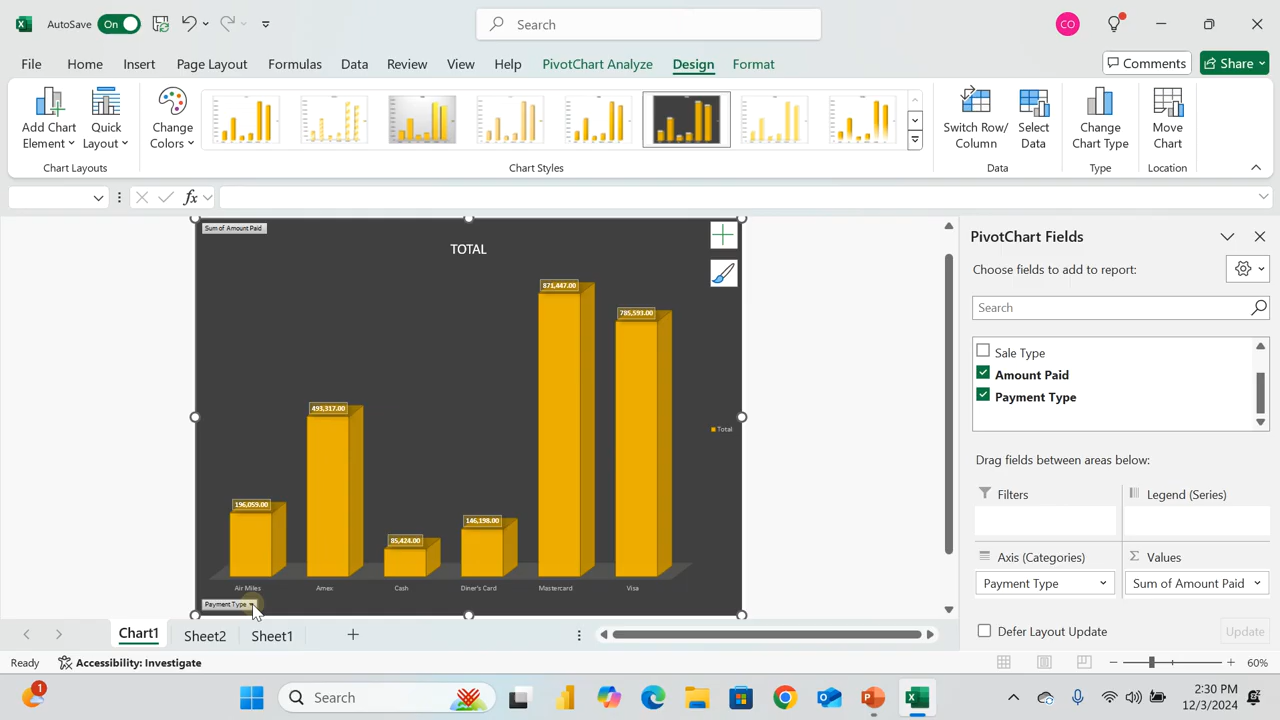 AutoSave On Search CO
File Home Insert Page Layout Formulas Data Review View Help PivotChart Analyze Design Format Comments Share
Add Chart Element
Quick Layout
Change Colors
Switch Row/ Column
Select Data
Change Chart Type
Move Chart
Chart Layouts Chart Styles Data Type Location
fx
Sum of Amount Paid
TOTAL
871,447.00
785,593.00
493,317.00
196,059.00
146,198.00
85,424.00
Total
Air Miles Amex Cash Diner's Card Mastercard Visa
Payment Type
PivotChart Fields
Choose fields to add to report:
Search
Sale Type
Amount Paid
Payment Type
Drag fields between areas below:
Filters Legend (Series)
Axis (Categories) Σ Values
Payment Type Sum of Amount Paid
Defer Layout Update Update
Chart1 Sheet2 Sheet1
Ready Accessibility: Investigate 60%
1 Search 2:30 PM
12/3/2024